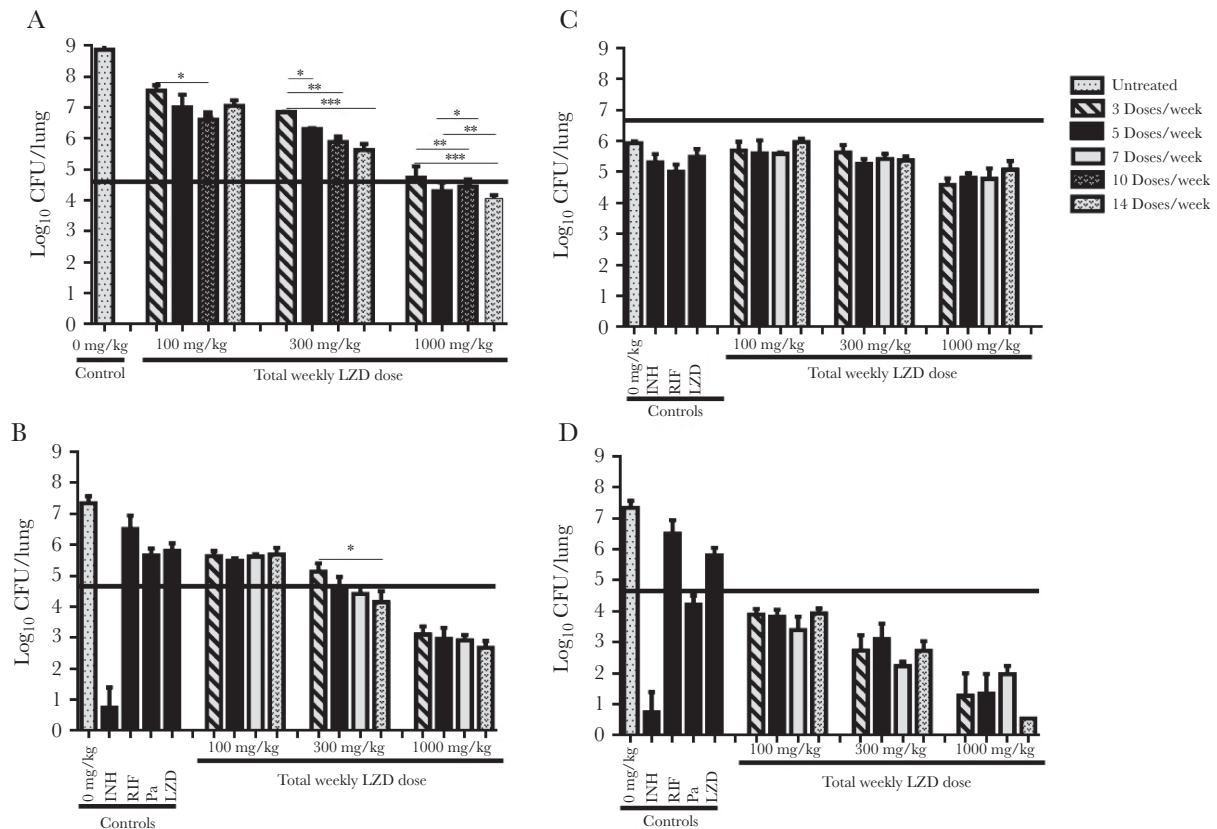 A
Log10 CFU/lung
9
8
7
6
5
4
3
2
1
0
*
*
**
***
*
**
**
***
0 mg/kg
100 mg/kg
300 mg/kg
1000 mg/kg
Control
Total weekly LZD dose
C
Log10 CFU/lung
9
8
7
6
5
4
3
2
1
0
0 mg/kg
INH
RIF
LZD
100 mg/kg
300 mg/kg
1000 mg/kg
Controls
Total weekly LZD dose
Untreated
3 Doses/week
5 Doses/week
7 Doses/week
10 Doses/week
14 Doses/week
B
Log10 CFU/lung
9
8
7
6
5
4
3
2
1
0
*
0 mg/kg
INH
RIF
Pa
LZD
100 mg/kg
300 mg/kg
1000 mg/kg
Controls
Total weekly LZD dose
D
Log10 CFU/lung
9
8
7
6
5
4
3
2
1
0
0 mg/kg
INH
RIF
Pa
LZD
100 mg/kg
300 mg/kg
1000 mg/kg
Controls
Total weekly LZD dose